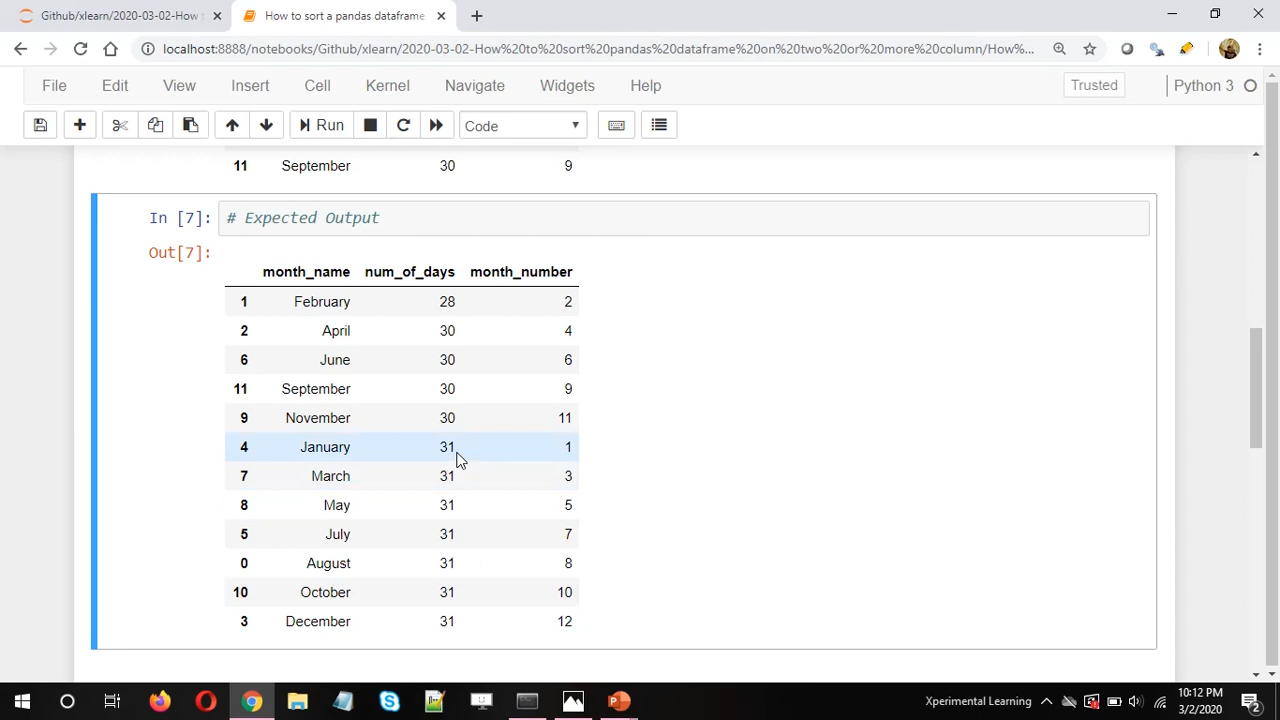 Github/xlearn/2020-03-02-How t
How to sort a pandas dataframe
localhost:8888/notebooks/Github/xlearn/2020-03-02-How%20to%20sort%20pandas%20dataframe%20on%20two%20or%20more%20column/How%...
File Edit View Insert Cell Kernel Navigate Widgets Help Trusted Python 3
Run Code
11 September 30 9
In [7]: # Expected Output
Out[7]:
month_name num_of_days month_number
1 February 28 2
2 April 30 4
6 June 30 6
11 September 30 9
9 November 30 11
4 January 31 1
7 March 31 3
8 May 31 5
5 July 31 7
0 August 31 8
10 October 31 10
3 December 31 12
Xperimental Learning
10:12 PM
3/2/2020
2